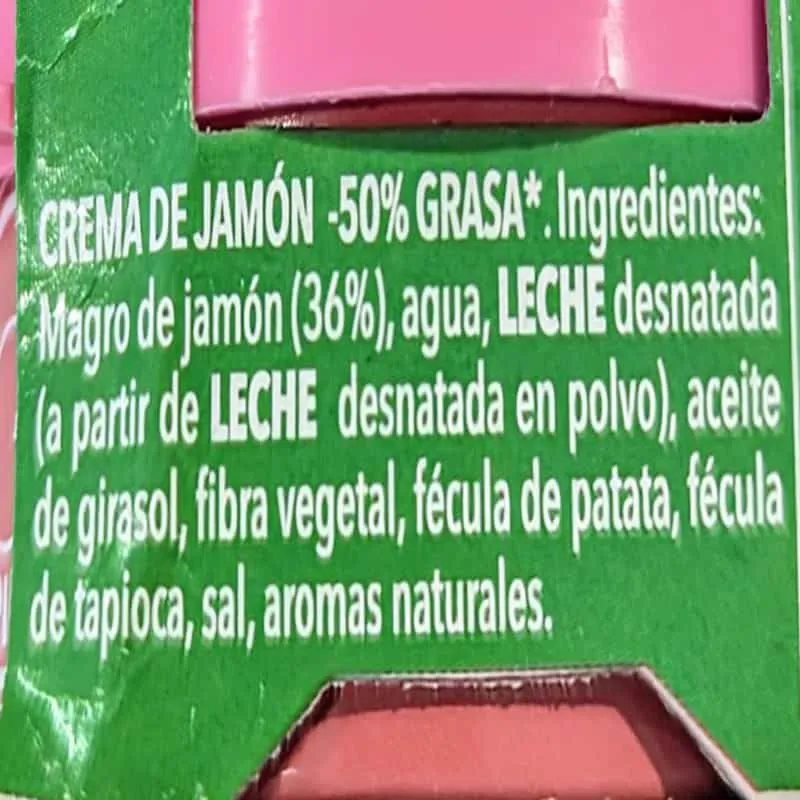 CREMA DE JAMÓN -50% GRASA*. Ingredientes:
Magro de jamón (36%), agua, LECHE desnatada
(a partir de LECHE desnatada en polvo), aceite
de girasol, fibra vegetal, fécula de patata, fécula
de tapioca, sal, aromas naturales.